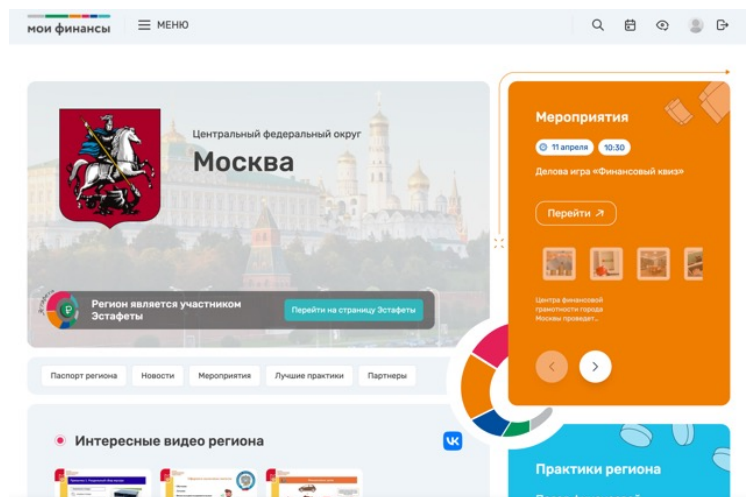 мои финансы
МЕНЮ
Центральный федеральный округ
Москва
Регион является участником
Эстафеты
Перейти на страницу Эстафеты
Паспорт региона
Новости
Мероприятия
Лучшие практики
Партнеры
Интересные видео региона
Мероприятия
11 апреля
10:30
Делова игра «Финансовый квиз»
Перейти
Центра финансовой
грамотности города
Москвы проведет...
Практики региона